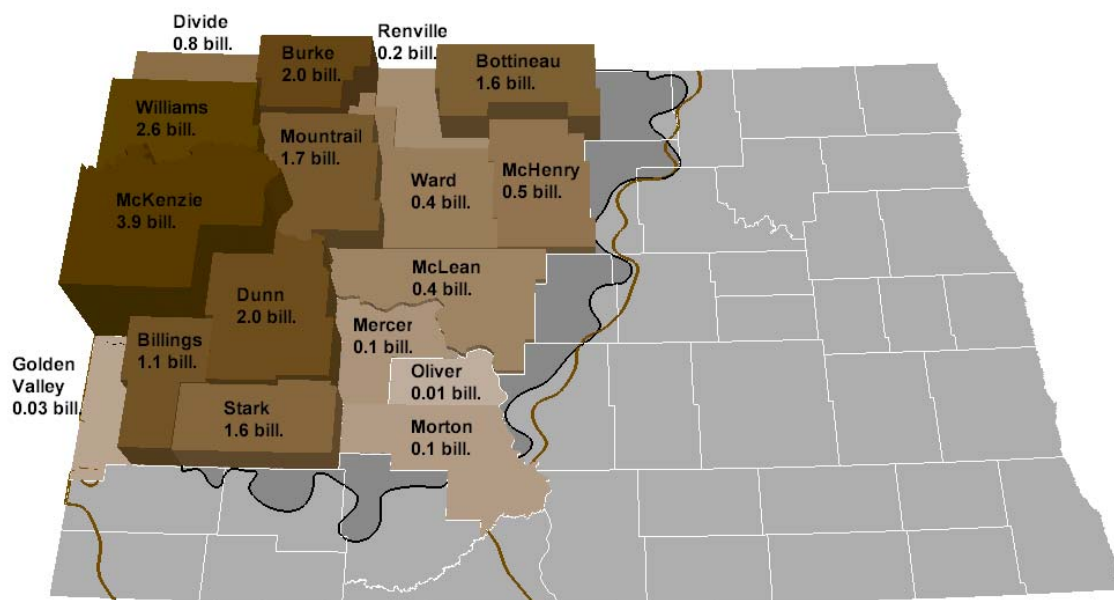 Divide
0.8 bill.
Burke
2.0 bill.
Renville
0.2 bill.
Bottineau
1.6 bill.
Williams
2.6 bill.
Mountrail
1.7 bill.
Ward
0.4 bill.
McHenry
0.5 bill.
McKenzie
3.9 bill.
McLean
0.4 bill.
Dunn
2.0 bill.
Mercer
0.1 bill.
Billings
1.1 bill.
Golden
Valley
0.03 bill.
Oliver
0.01 bill.
Stark
1.6 bill.
Morton
0.1 bill.